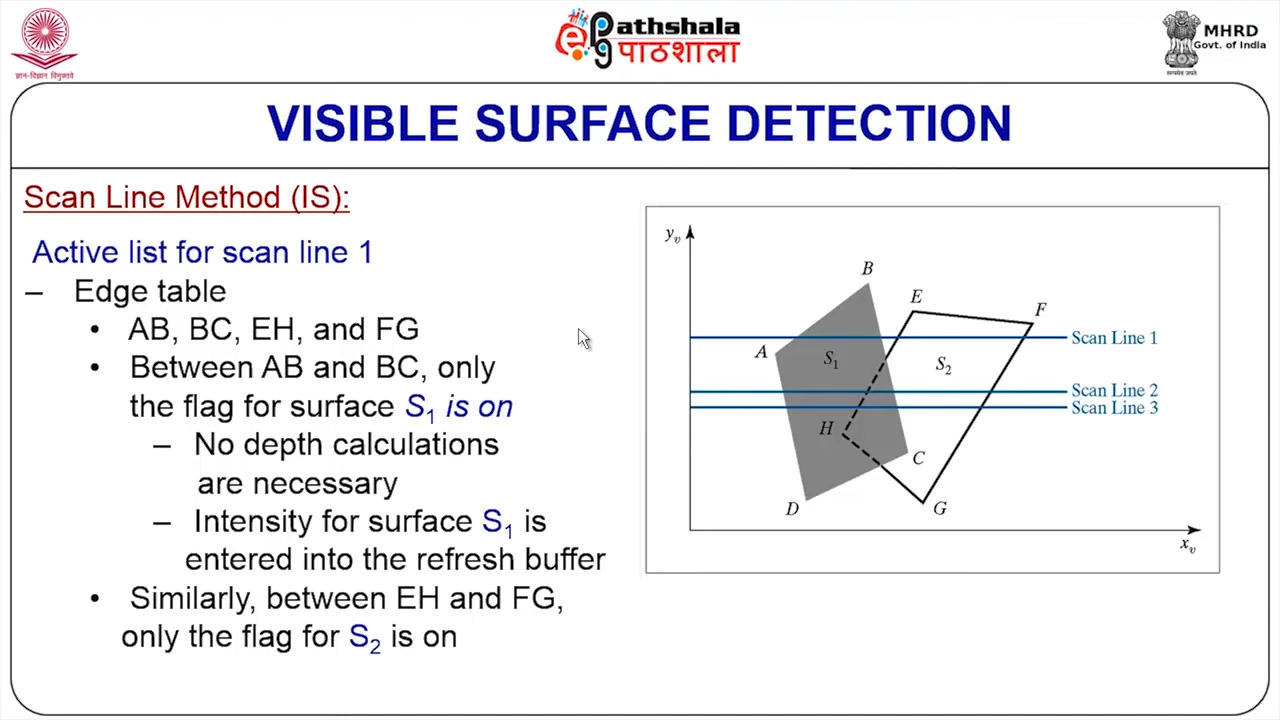 ज्ञान-विज्ञान विमुक्तये
ePathshala
पाठशाला
सत्यमेव जयते
MHRD
Govt. of India
VISIBLE SURFACE DETECTION
Scan Line Method (IS):
Active list for scan line 1
– Edge table
• AB, BC, EH, and FG
• Between AB and BC, only
the flag for surface S1 is on
– No depth calculations
are necessary
– Intensity for surface S1 is
entered into the refresh buffer
• Similarly, between EH and FG,
only the flag for S2 is on
yv
B
E
F
Scan Line 1
A
S1
S2
Scan Line 2
Scan Line 3
H
C
D
G
xv